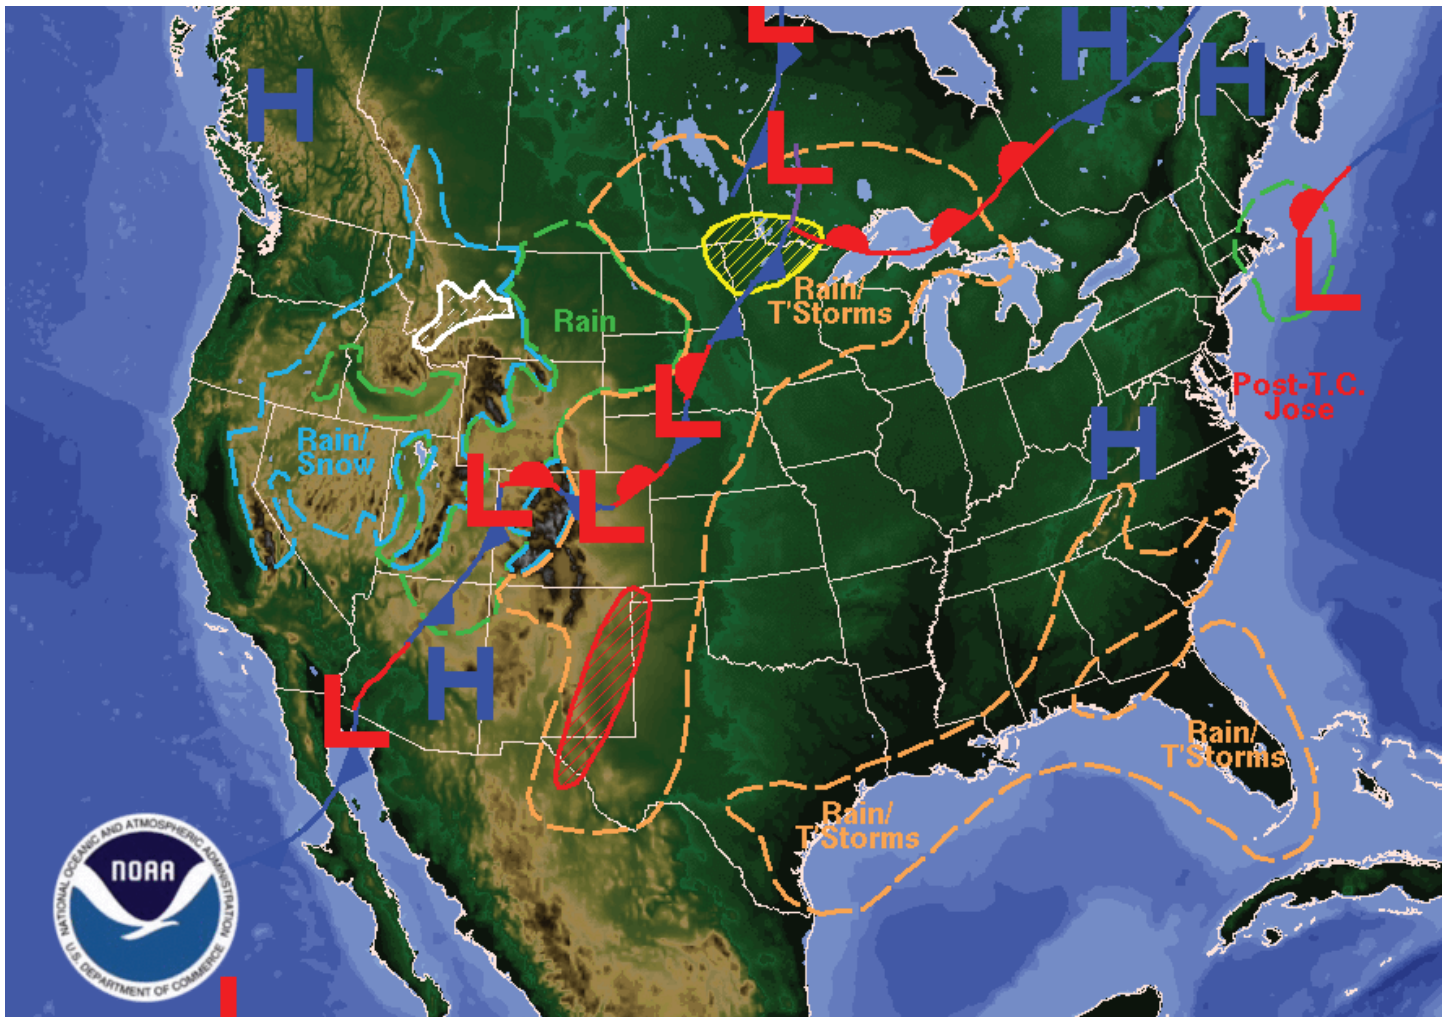 L
H
H
H
L
L
Rain
Rain/
T'Storms
L
Post-T.C.
Jose
Rain/
Snow
L
L
L
H
L
H
Rain/
T'Storms
Rain/
T'Storms
NATIONAL OCEANIC AND ATMOSPHERIC ADMINISTRATION
NOAA
U.S. DEPARTMENT OF COMMERCE